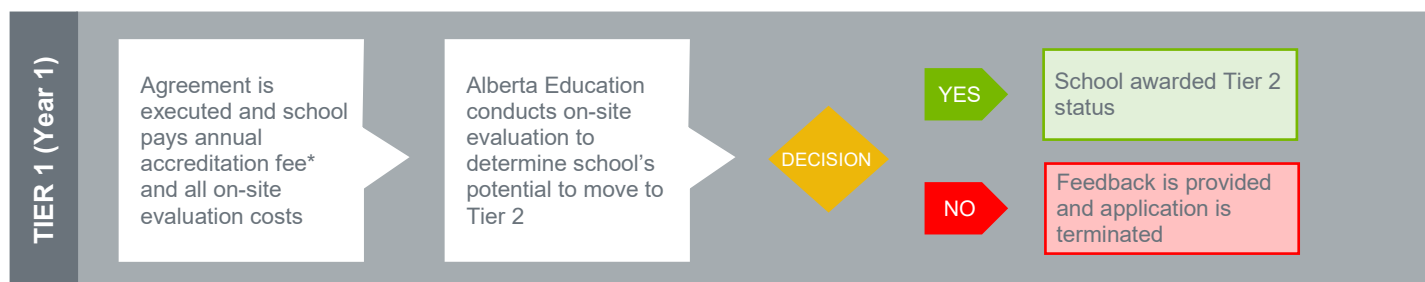 TIER 1 (Year 1)
Agreement is
executed and school
pays annual
accreditation fee*
and all on-site
evaluation costs
Alberta Education
conducts on-site
evaluation to
determine school’s
potential to move to
Tier 2
DECISION
YES
School awarded Tier 2
status
NO
Feedback is provided
and application is
terminated